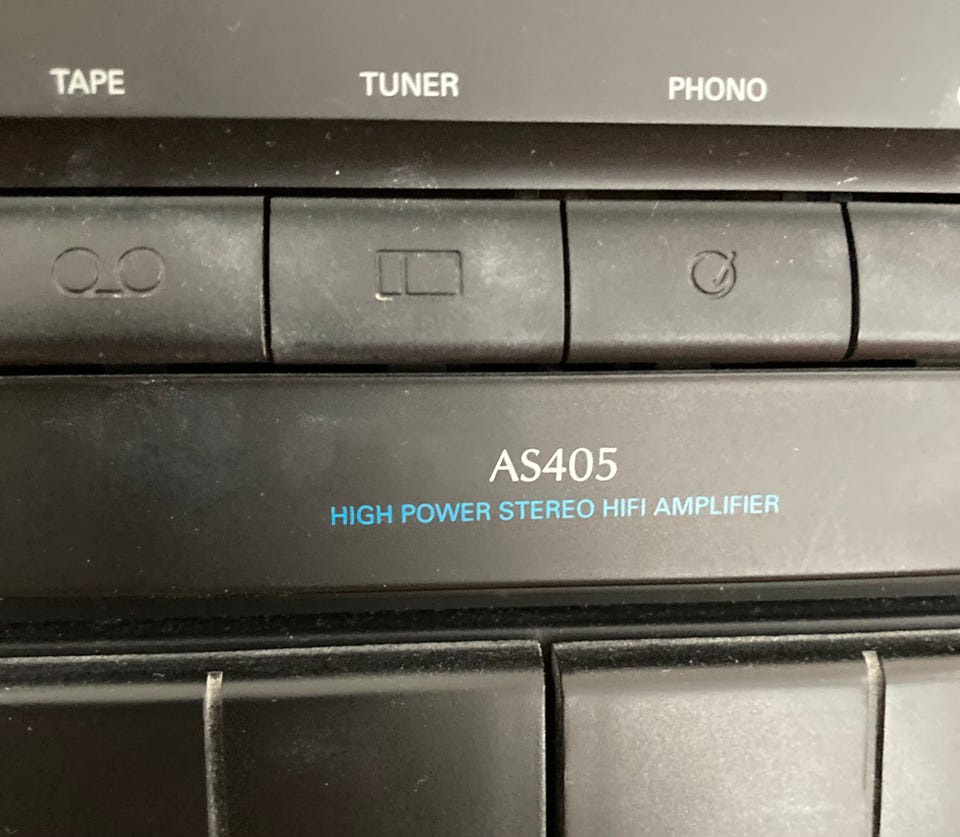 TAPE TUNER PHONO
AS405
HIGH POWER STEREO HIFI AMPLIFIER